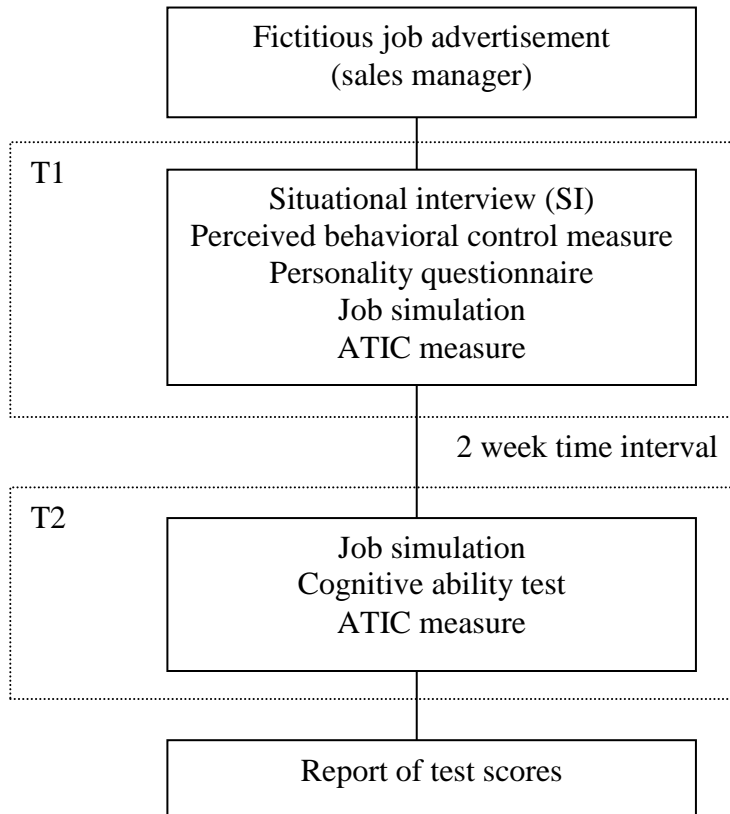 Fictitious job advertisement
(sales manager)
T1
Situational interview (SI)
Perceived behavioral control measure
Personality questionnaire
Job simulation
ATIC measure
2 week time interval
T2
Job simulation
Cognitive ability test
ATIC measure
Report of test scores